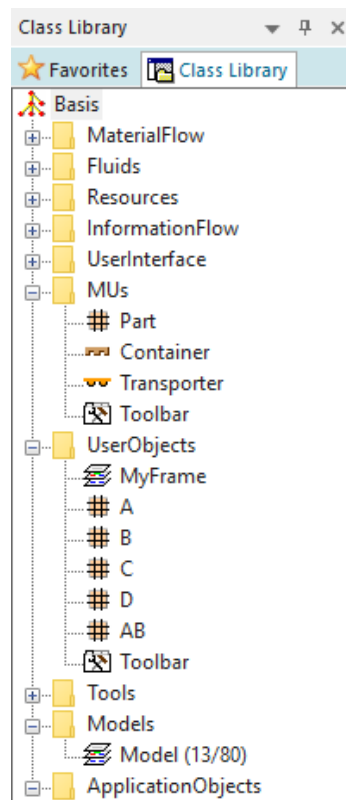 Class Library
Favorites Class Library
Basis
MaterialFlow
Fluids
Resources
InformationFlow
UserInterface
MUs
Part
Container
Transporter
Toolbar
UserObjects
MyFrame
A
B
C
D
AB
Toolbar
Tools
Models
Model (13/80)
ApplicationObjects